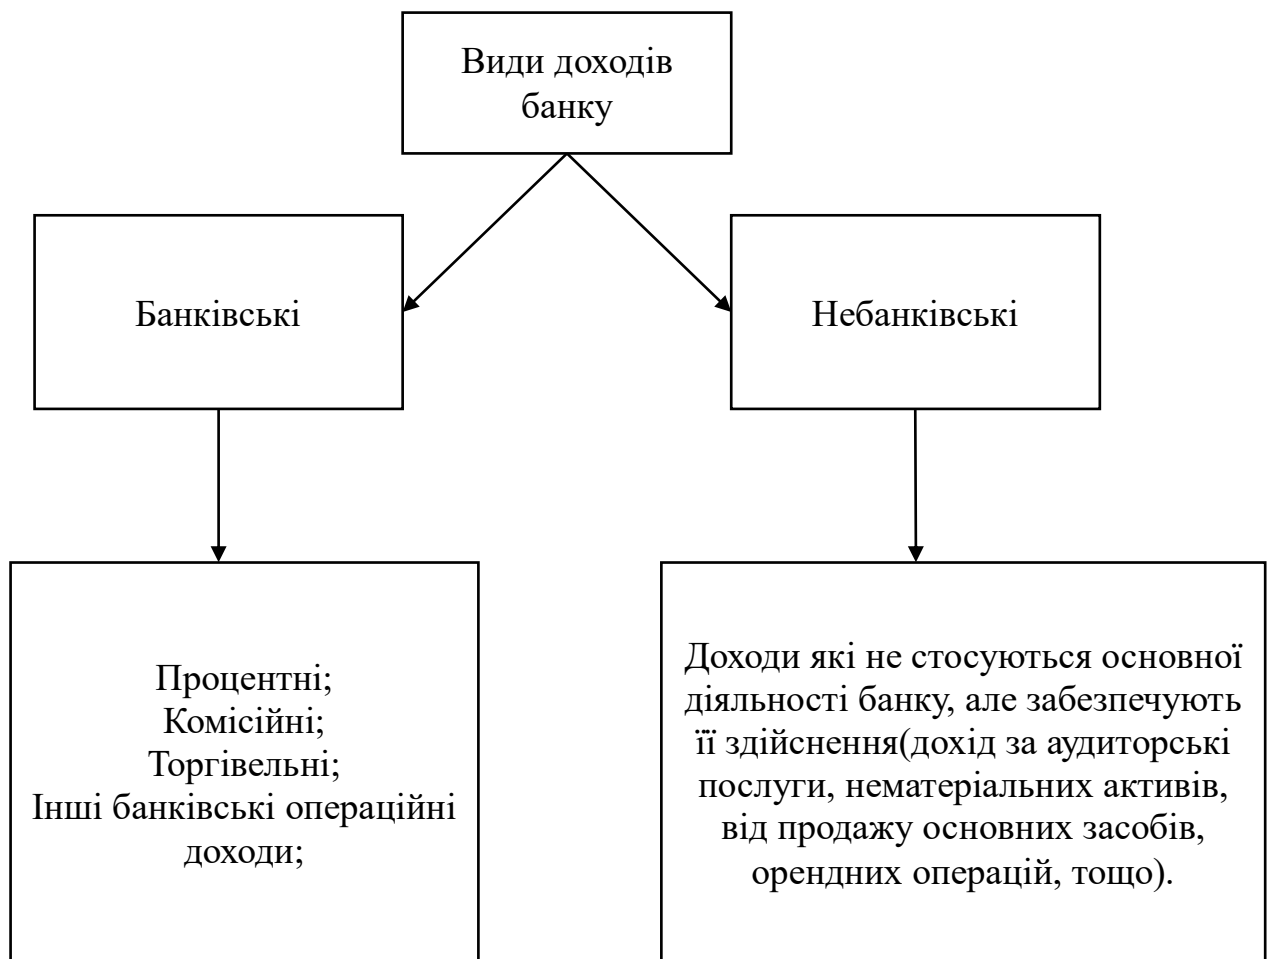 Види доходів
банку
Банківські
Небанківські
Процентні;
Комісійні;
Торгівельні;
Інші банківські операційні
доходи;
Доходи які не стосуються основної
діяльності банку, але забезпечують
її здійснення(дохід за аудиторські
послуги, нематеріальних активів,
від продажу основних засобів,
орендних операцій, тощо).